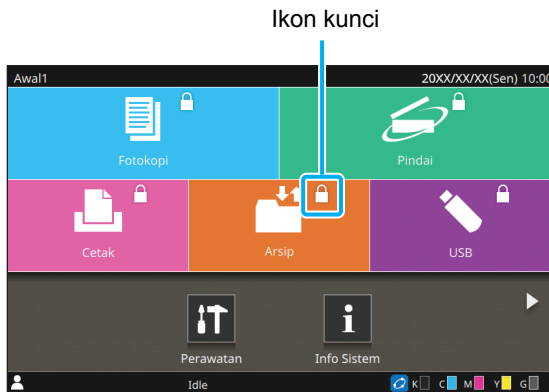 Ikon kunci
Awal1 20XX/XX/XX(Sen) 10:00
Fotokopi Pindai
Cetak Arsip USB
Perawatan Info Sistem
Idle K C M Y G